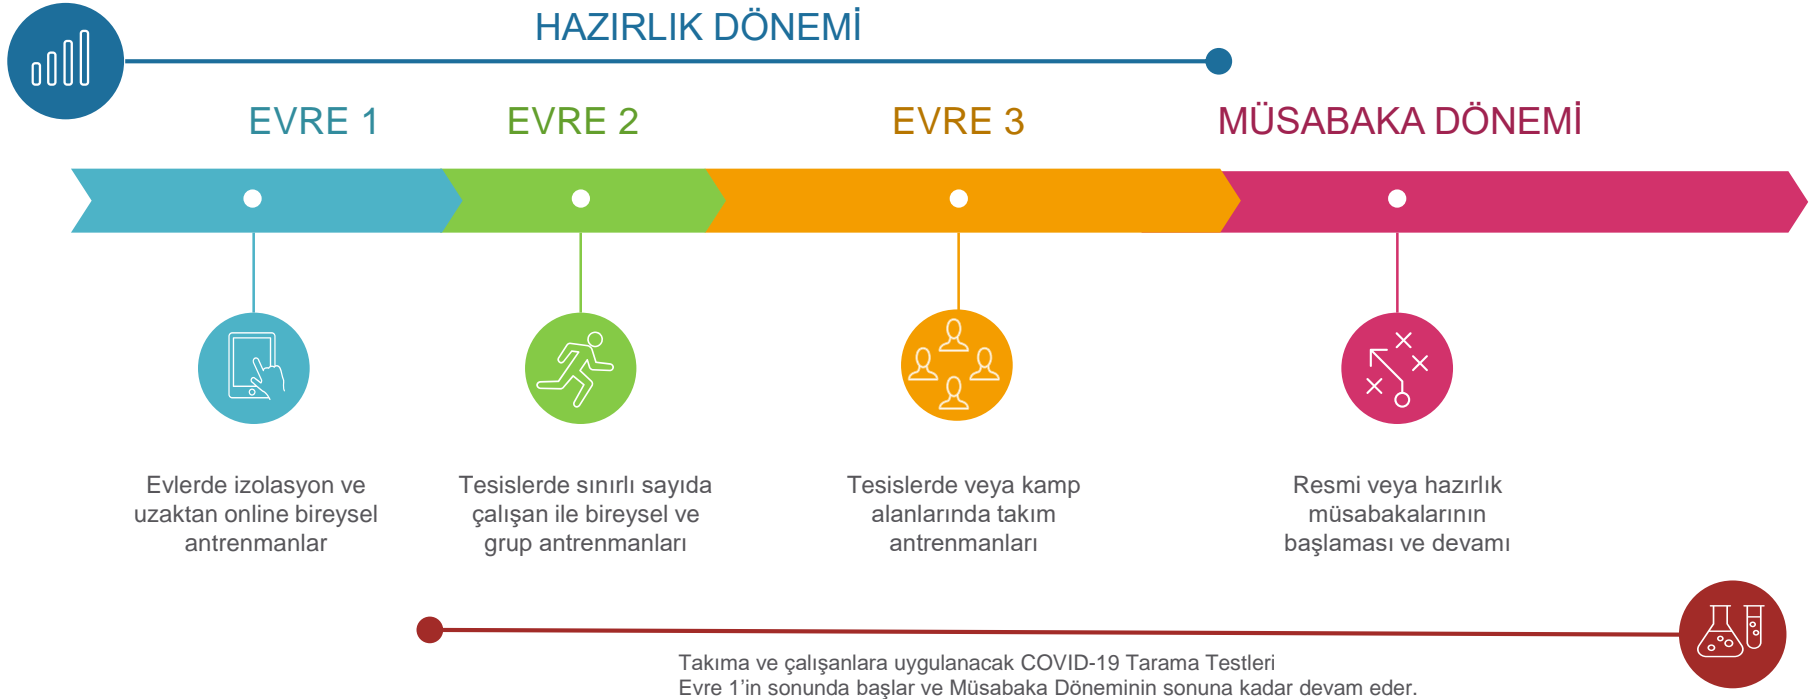 HAZIRLIK DÖNEMİ
EVRE 1
EVRE 2
EVRE 3
MÜSABAKA DÖNEMİ
Evlerde izolasyon ve
uzaktan online bireysel
antrenmanlar
Tesislerde sınırlı sayıda
çalışan ile bireysel ve
grup antrenmanları
Tesislerde veya kamp
alanlarında takım
antrenmanları
Resmi veya hazırlık
müsabakalarının
başlaması ve devamı
Takıma ve çalışanlara uygulanacak COVID-19 Tarama Testleri
Evre 1’in sonunda başlar ve Müsabaka Döneminin sonuna kadar devam eder.